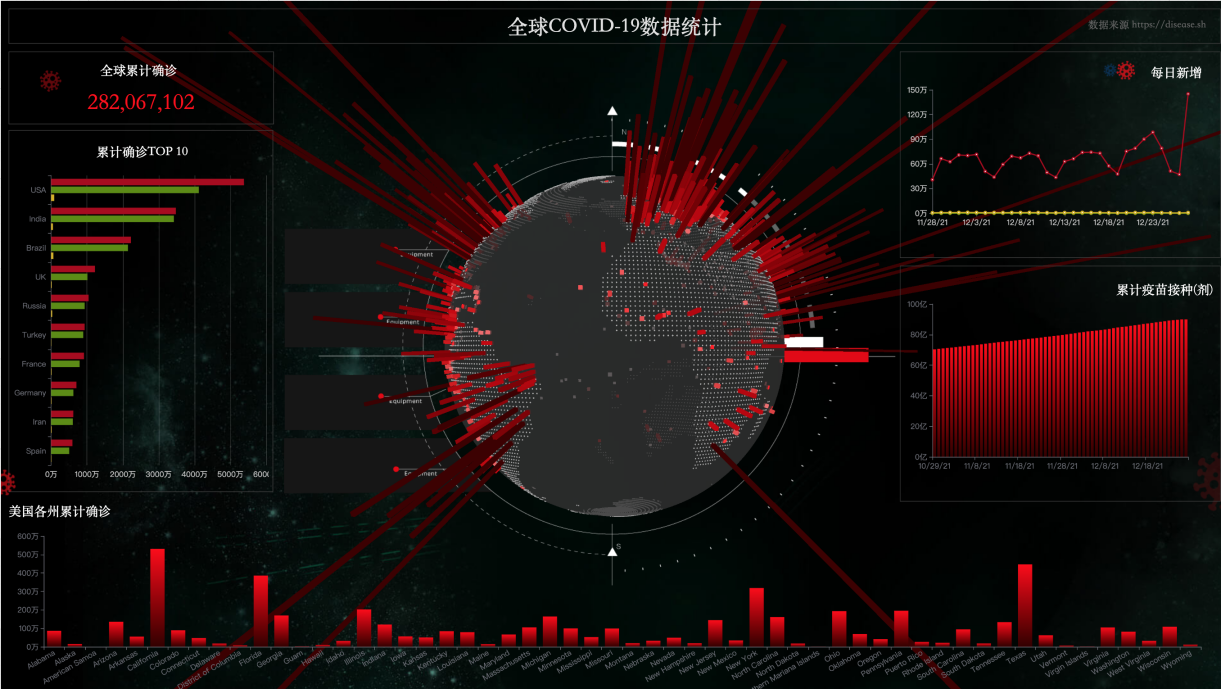 全球COVID-19数据统计
数据来源 https://disease.sh
全球累计确诊
282,067,102
累计确诊TOP 10
USA
India
Brazil
UK
Russia
Turkey
France
Germany
Iran
Spain
0万 1000万 2000万 3000万 4000万 5000万
N
S
Equipment
Equipment
每日新增
150万
120万
90万
60万
30万
0万
11/28/21 12/3/21 12/8/21 12/13/21 12/18/21 12/23/21
累计疫苗接种(剂)
100亿
80亿
60亿
40亿
20亿
0亿
10/29/21 11/8/21 11/18/21 11/28/21 12/8/21 12/18/21
美国各州累计确诊
600万
500万
400万
300万
200万
100万
0万
Alabama
Alaska
American Samoa
Arizona
Arkansas
California
Colorado
Connecticut
Delaware
District of Columbia
Florida
Georgia
Guam
Hawaii
Idaho
Illinois
Indiana
Iowa
Kansas
Kentucky
Louisiana
Maine
Maryland
Massachusetts
Michigan
Minnesota
Mississippi
Missouri
Montana
Nebraska
Nevada
New Hampshire
New Jersey
New Mexico
New York
North Carolina
North Dakota
thern Mariana Islands
Ohio
Oklahoma
Oregon
Pennsylvania
Puerto Rico
Rhode Island
South Carolina
South Dakota
Tennessee
Texas
Utah
Vermont
Virgin Islands
Virginia
Washington
West Virginia
Wisconsin
Wyoming